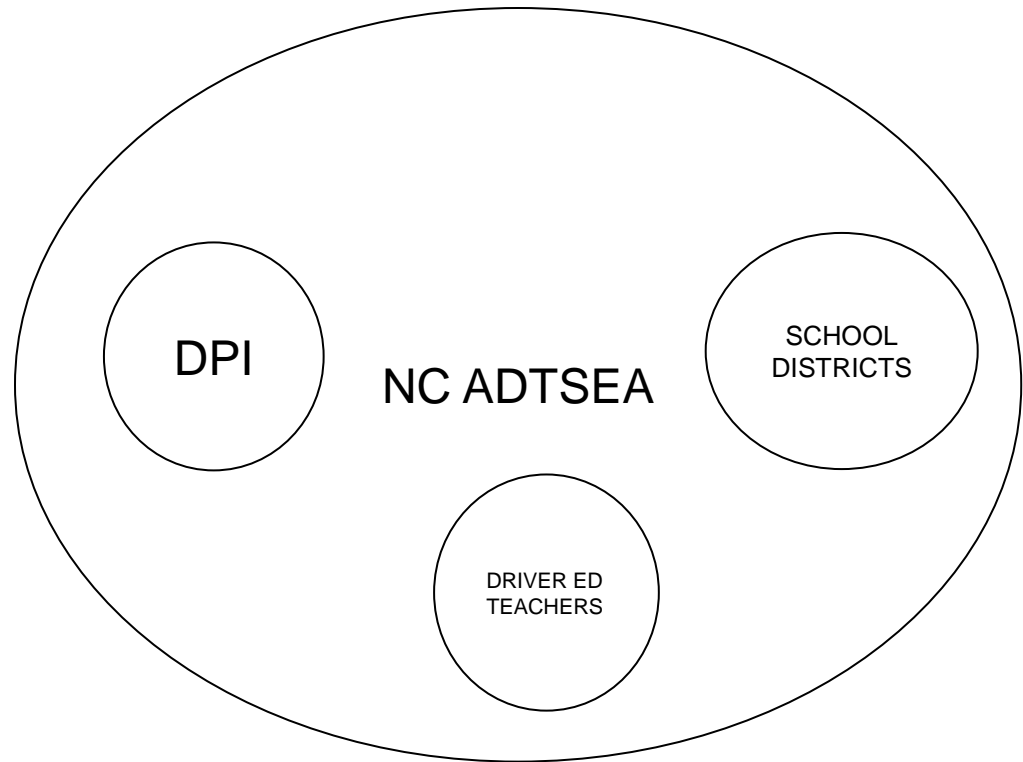 DPI
NC ADTSEA
SCHOOL
DISTRICTS
DRIVER ED
TEACHERS